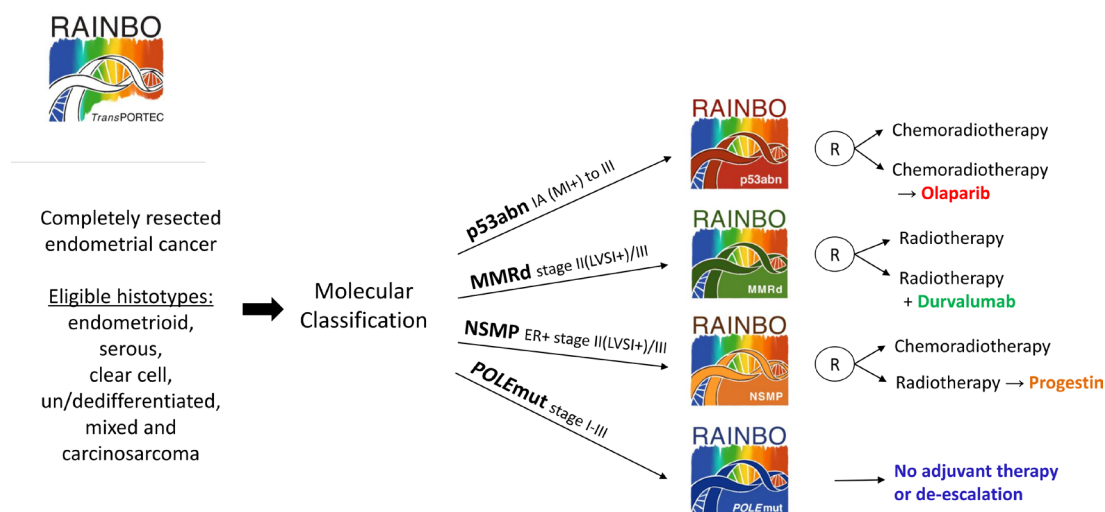 RAINBO
TransPORTEC
Completely resected
endometrial cancer
Eligible histotypes:
endometrioid,
serous,
clear cell,
un/dedifferentiated,
mixed and
carcinosarcoma
Molecular
Classification
p53abn IA (MI+) to III
MMRd stage II(LVSI+)/III
NSMP ER+ stage II(LVSI+)/III
POLEmut stage I-III
RAINBO
p53abn
R
Chemoradiotherapy
Chemoradiotherapy
→ Olaparib
RAINBO
MMRd
R
Radiotherapy
Radiotherapy
+ Durvalumab
RAINBO
NSMP
R
Chemoradiotherapy
Radiotherapy → Progestin
RAINBO
POLEmut
No adjuvant therapy
or de-escalation